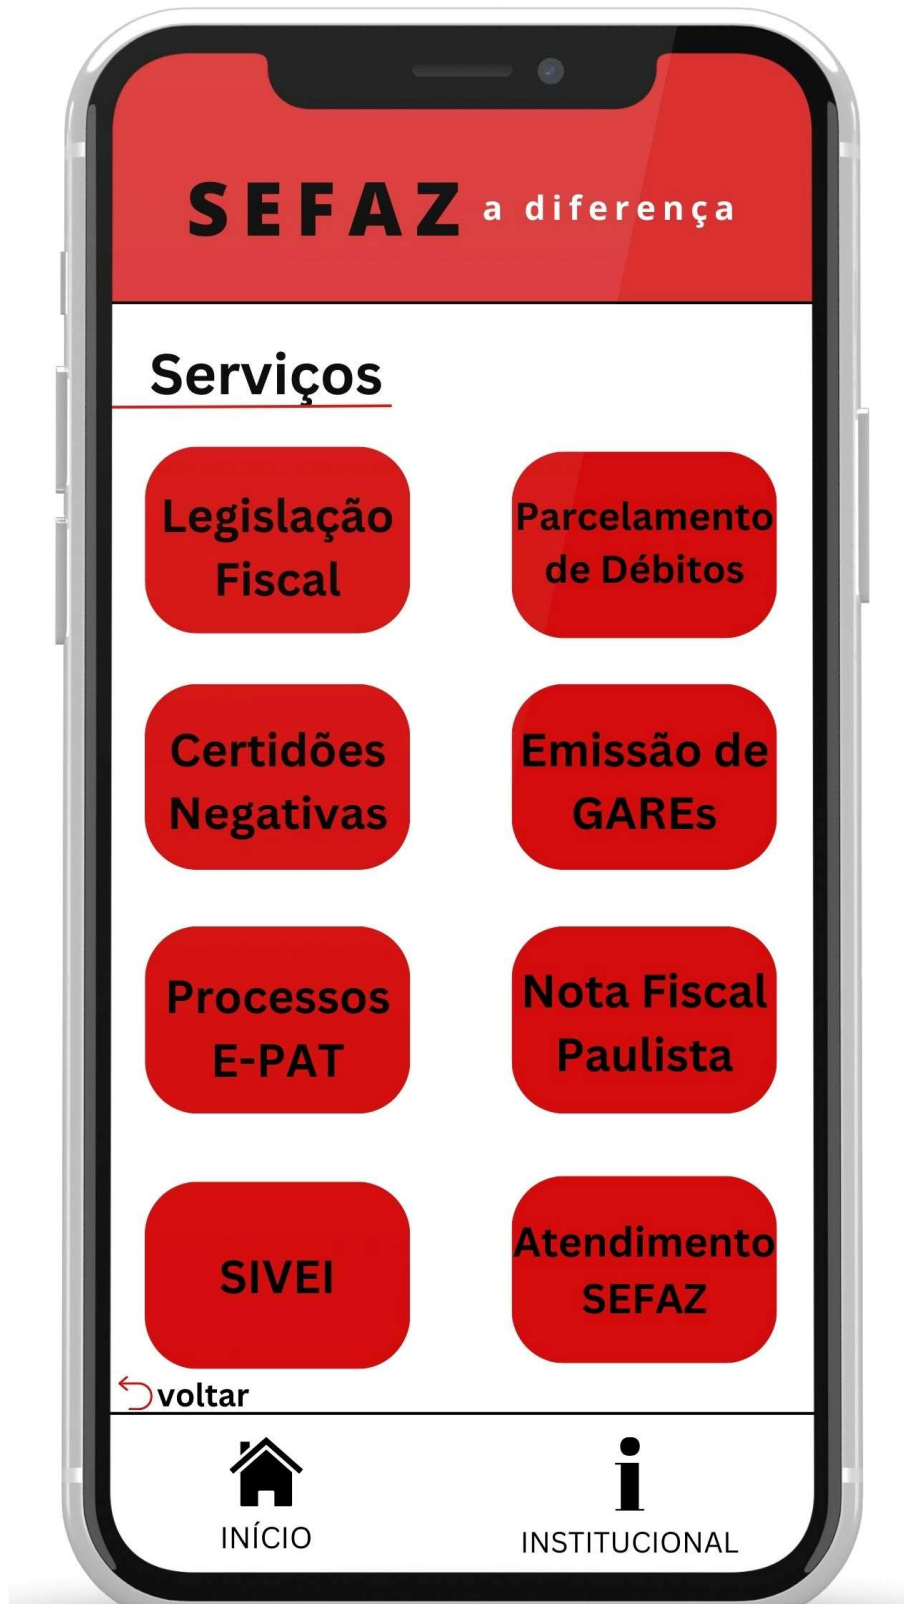 SEFAZ a diferença
Serviços
Legislação
Fiscal
Parcelamento
de Débitos
Certidões
Negativas
Emissão de
GAREs
Processos
E-PAT
Nota Fiscal
Paulista
SIVEI
Atendimento
SEFAZ
voltar
INÍCIO
INSTITUCIONAL